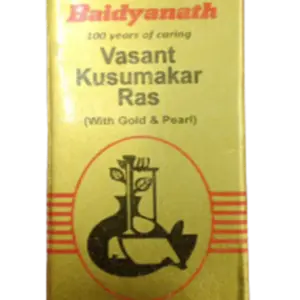 Baidyanath
100 years of caring
Vasant
Kusumakar
Ras
(With Gold & Pearl)